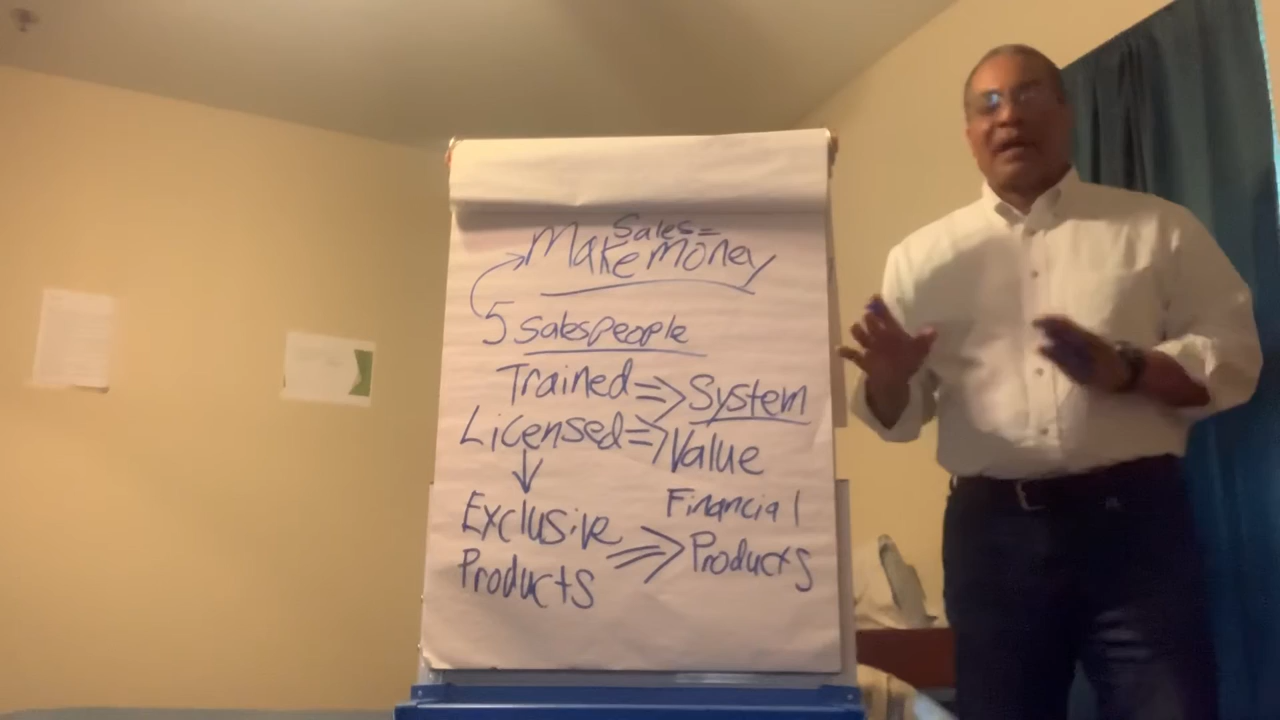 Sales=
Make money
5 salespeople
Trained => System
Licensed => Value
↓
Financial
Exclusive => Products
Products